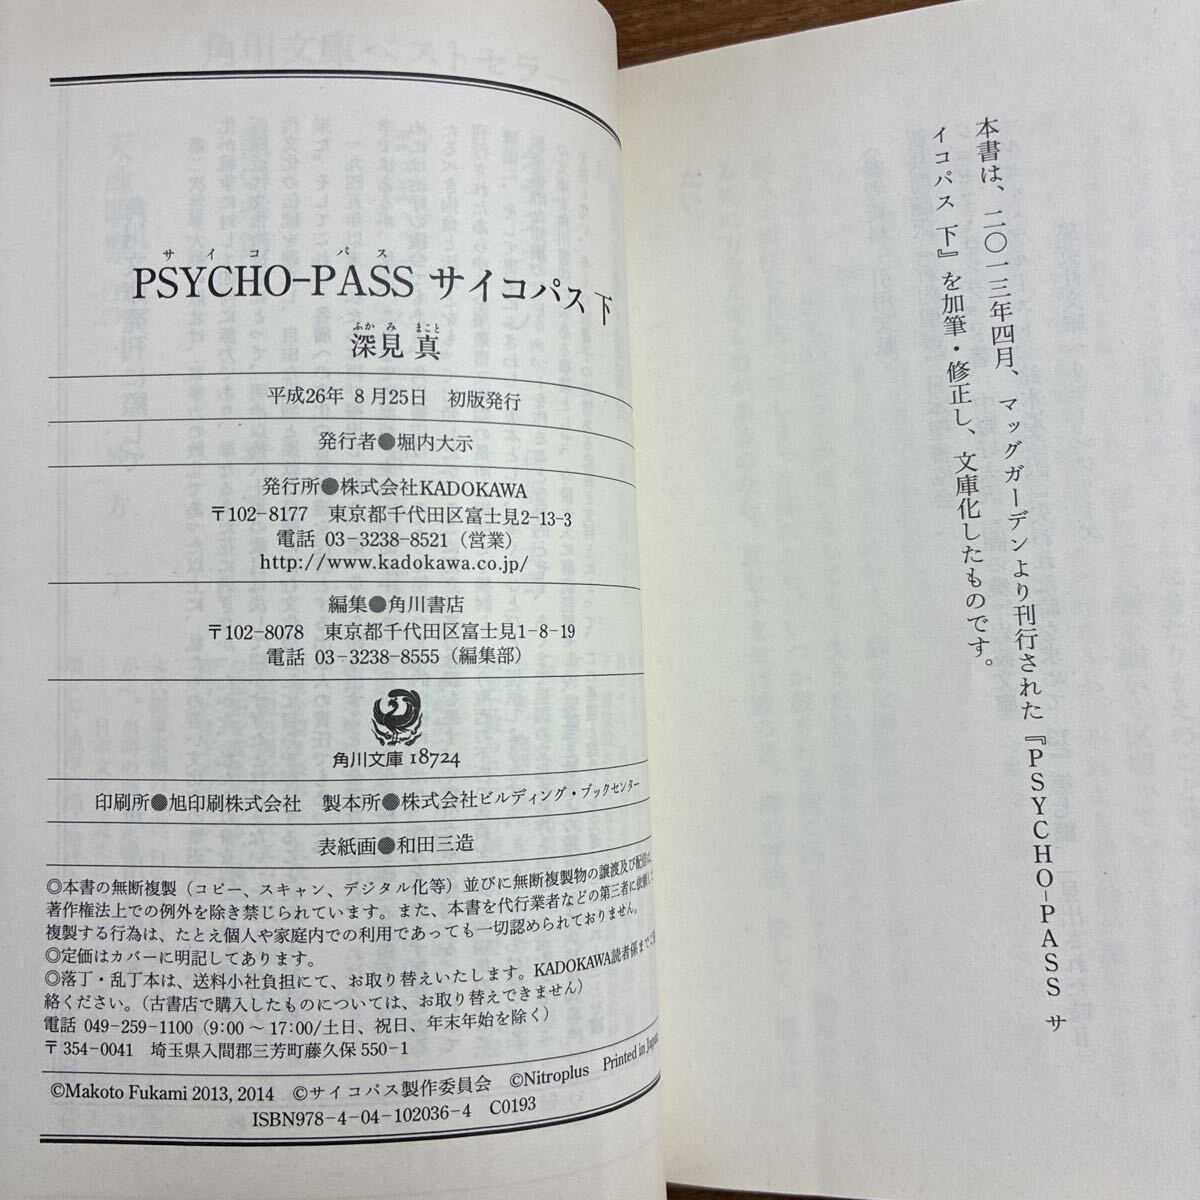 本書は、二〇一三年四月、マッグガーデンより刊行された『PSYCHO-PASS サ
イコパス 下』を加筆・修正し、文庫化したものです。
サイコ パス
PSYCHO-PASS サイコパス 下
ふかみ まこと
深見 真
平成26年 8月25日 初版発行
発行者●堀内大示
発行所●株式会社KADOKAWA
〒102-8177 東京都千代田区富士見2-13-3
電話 03-3238-8521（営業）
http://www.kadokawa.co.jp/
編集●角川書店
〒102-8078 東京都千代田区富士見1-8-19
電話 03-3238-8555（編集部）
角川文庫 18724
印刷所●旭印刷株式会社 製本所●株式会社ビルディング・ブックセンター
表紙画●和田三造
◎本書の無断複製（コピー、スキャン、デジタル化等）並びに無断複製物の譲渡及び配信は、
著作権法上での例外を除き禁じられています。また、本書を代行業者などの第三者に依頼し
複製する行為は、たとえ個人や家庭内での利用であっても一切認められておりません。
◎定価はカバーに明記してあります。
◎落丁・乱丁本は、送料小社負担にて、お取り替えいたします。KADOKAWA読者係までご
絡ください。（古書店で購入したものについては、お取り替えできません）
電話 049-259-1100（9:00～17:00/土日、祝日、年末年始を除く）
〒354-0041 埼玉県入間郡三芳町藤久保550-1
©Makoto Fukami 2013, 2014 ©サイコパス製作委員会 ©Nitroplus Printed in Japan
ISBN978-4-04-102036-4 C0193